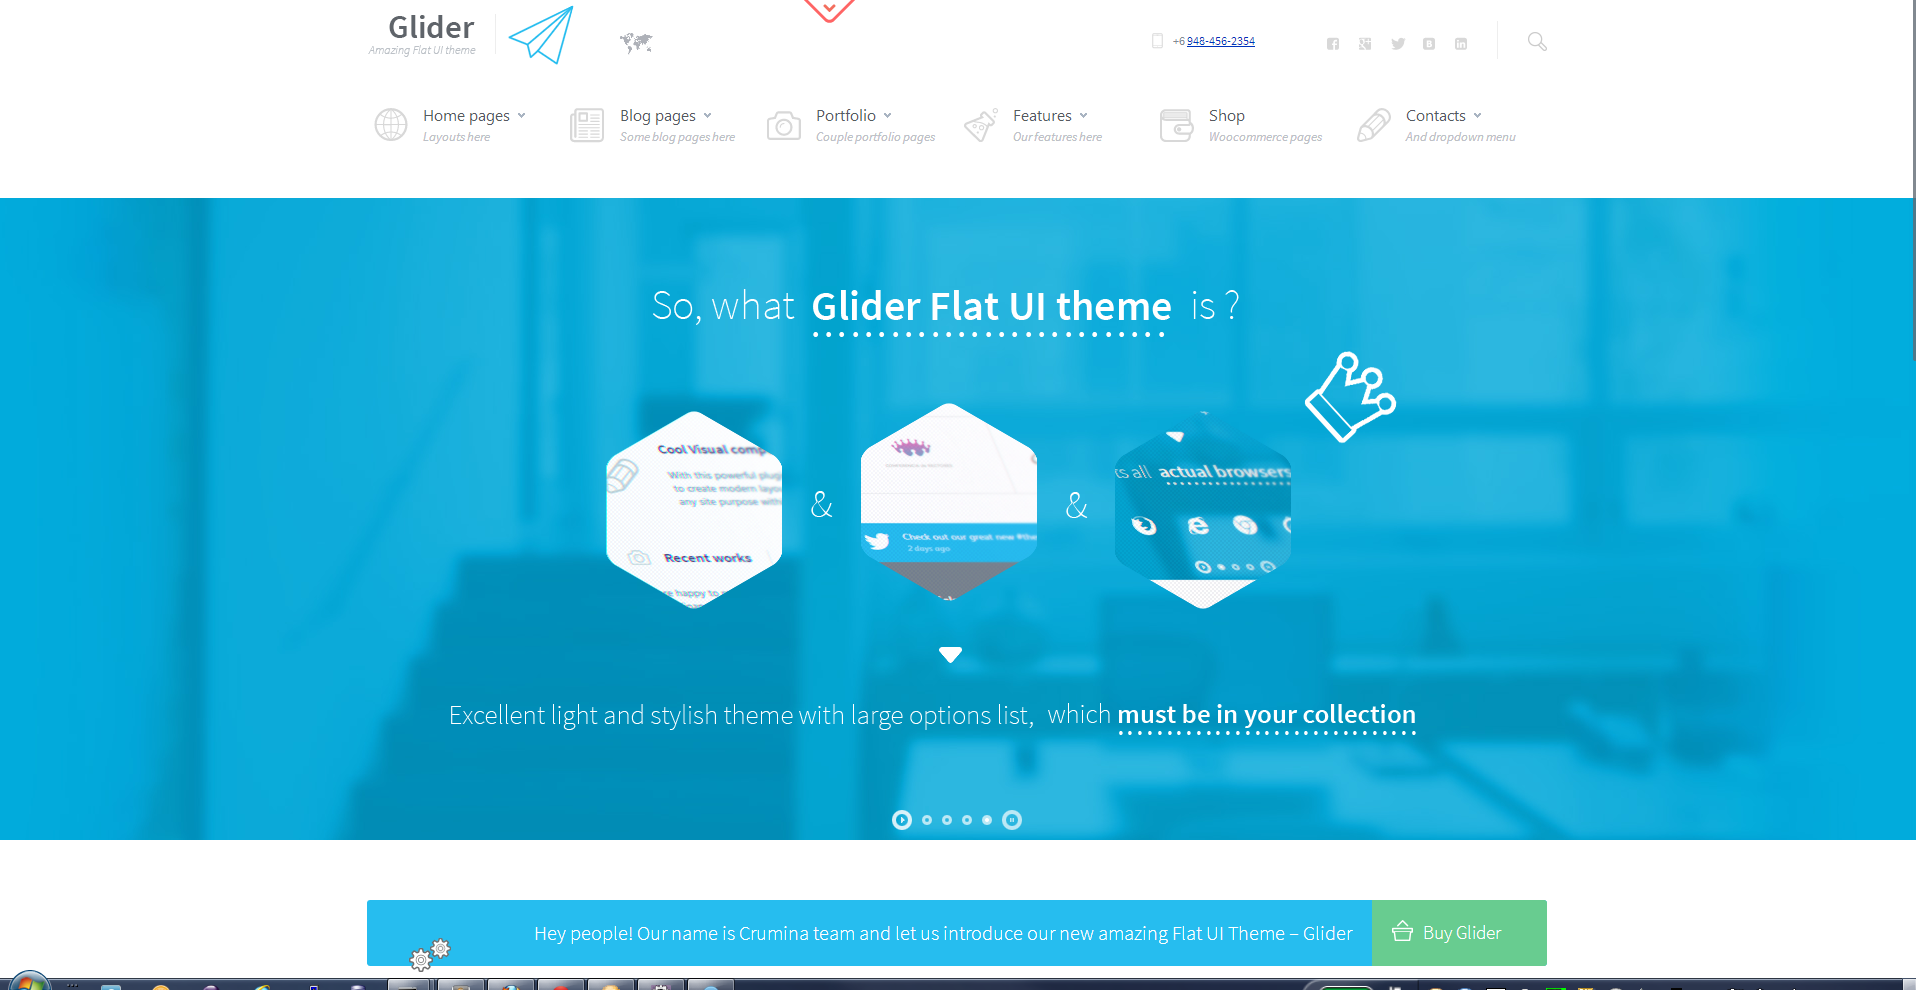 Glider
Amazing Flat UI theme
+6 948-456-2354
Home pages
Layouts here
Blog pages
Some blog pages here
Portfolio
Couple portfolio pages
Features
Our features here
Shop
Woocommerce pages
Contacts
And dropdown menu
So, what Glider Flat UI theme is ?
Cool Visual comp
With this powerful plug
to create modern layou
any site purpose with
Recent works
re happy to
&
Check out our great new #the
2 days ago
&
ts all actual browsers
Excellent light and stylish theme with large options list, which must be in your collection
Hey people! Our name is Crumina team and let us introduce our new amazing Flat UI Theme – Glider
Buy Glider